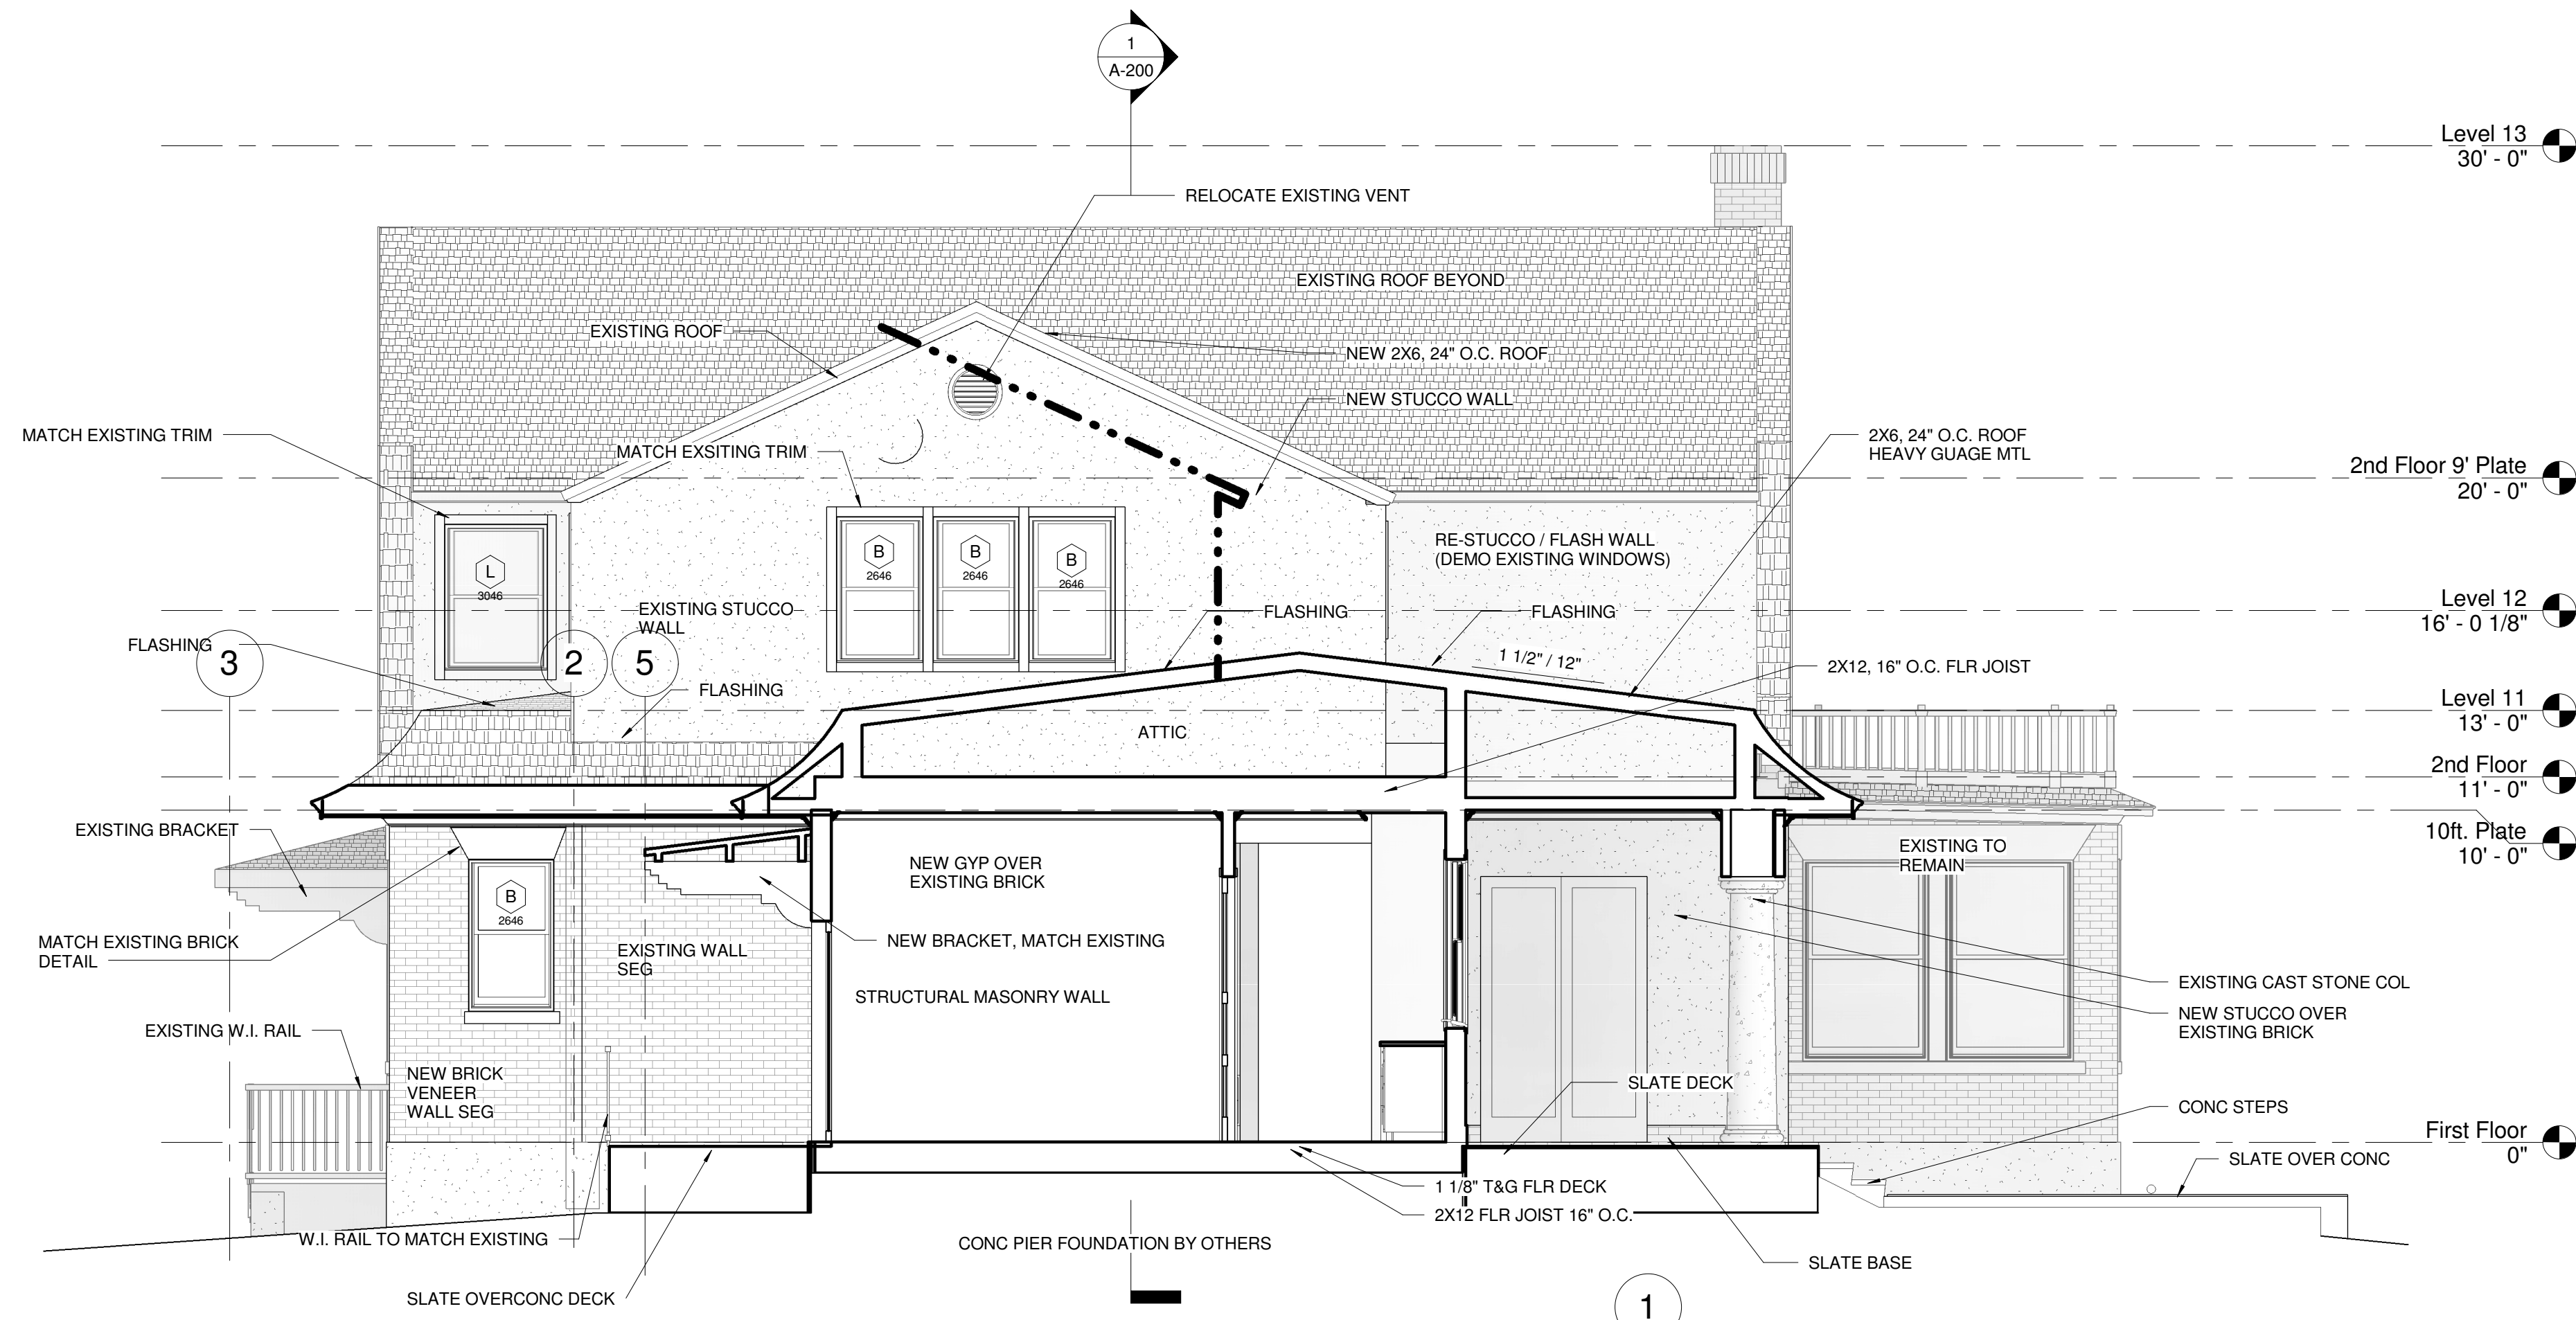 1
A-200
Level 13
30' - 0"
RELOCATE EXISTING VENT
EXISTING ROOF BEYOND
EXISTING ROOF
NEW 2X6, 24" O.C. ROOF
NEW STUCCO WALL
MATCH EXISTING TRIM
MATCH EXSITING TRIM
2X6, 24" O.C. ROOF
HEAVY GUAGE MTL
2nd Floor 9' Plate
20' - 0"
RE-STUCCO / FLASH WALL
(DEMO EXISTING WINDOWS)
L
3046
B
2646
B
2646
B
2646
EXISTING STUCCO
WALL
FLASHING
FLASHING
Level 12
16' - 0 1/8"
FLASHING
3
2
5
1 1/2" / 12"
2X12, 16" O.C. FLR JOIST
FLASHING
Level 11
13' - 0"
ATTIC
2nd Floor
11' - 0"
EXISTING BRACKET
10ft. Plate
10' - 0"
NEW GYP OVER
EXISTING BRICK
EXISTING TO
REMAIN
B
2646
MATCH EXISTING BRICK
DETAIL
EXISTING WALL
SEG
NEW BRACKET, MATCH EXISTING
STRUCTURAL MASONRY WALL
EXISTING CAST STONE COL
NEW STUCCO OVER
EXISTING BRICK
EXISTING W.I. RAIL
NEW BRICK
VENEER
WALL SEG
SLATE DECK
CONC STEPS
First Floor
0"
SLATE OVER CONC
1 1/8" T&G FLR DECK
2X12 FLR JOIST 16" O.C.
W.I. RAIL TO MATCH EXISTING
CONC PIER FOUNDATION BY OTHERS
SLATE BASE
SLATE OVERCONC DECK
1